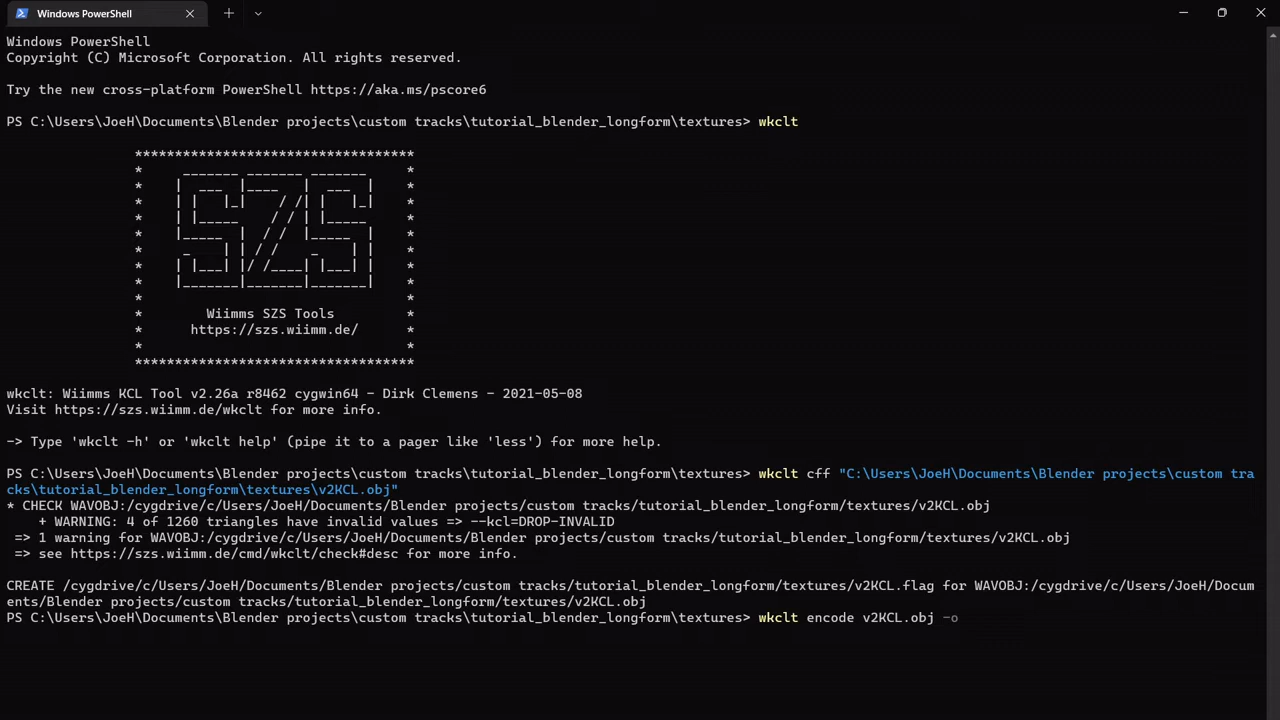 Windows PowerShell
Windows PowerShell
Copyright (C) Microsoft Corporation. All rights reserved.
Try the new cross-platform PowerShell https://aka.ms/pscore6
PS C:\Users\JoeH\Documents\Blender projects\custom tracks\tutorial_blender_longform\textures> wkclt
***********************************
*     _______ _______ _______     *
*    |  ___  |____   |  ___  |    *
*    | |   |_|    / /| |   |_|    *
*    | |_____    / / | |_____     *
*    |_____  |  / /  |_____  |    *
*     _    | | / /    _    | |    *
*    | |___| |/ /____| |___| |    *
*    |_______|_______|_______|    *
*                                 *
*        Wiimms SZS Tools         *
*      https://szs.wiimm.de/      *
*                                 *
***********************************
wkclt: Wiimms KCL Tool v2.26a r8462 cygwin64 - Dirk Clemens - 2021-05-08
Visit https://szs.wiimm.de/wkclt for more info.
-> Type 'wkclt -h' or 'wkclt help' (pipe it to a pager like 'less') for more help.
PS C:\Users\JoeH\Documents\Blender projects\custom tracks\tutorial_blender_longform\textures> wkclt cff "C:\Users\JoeH\Documents\Blender projects\custom tra
cks\tutorial_blender_longform\textures\v2KCL.obj"
* CHECK WAVOBJ:/cygdrive/c/Users/JoeH/Documents/Blender projects/custom tracks/tutorial_blender_longform/textures/v2KCL.obj
+ WARNING: 4 of 1260 triangles have invalid values => --kcl=DROP-INVALID
=> 1 warning for WAVOBJ:/cygdrive/c/Users/JoeH/Documents/Blender projects/custom tracks/tutorial_blender_longform/textures/v2KCL.obj
=> see https://szs.wiimm.de/cmd/wkclt/check#desc for more info.
CREATE /cygdrive/c/Users/JoeH/Documents/Blender projects/custom tracks/tutorial_blender_longform/textures/v2KCL.flag for WAVOBJ:/cygdrive/c/Users/JoeH/Docum
ents/Blender projects/custom tracks/tutorial_blender_longform/textures/v2KCL.obj
PS C:\Users\JoeH\Documents\Blender projects\custom tracks\tutorial_blender_longform\textures> wkclt encode v2KCL.obj -o